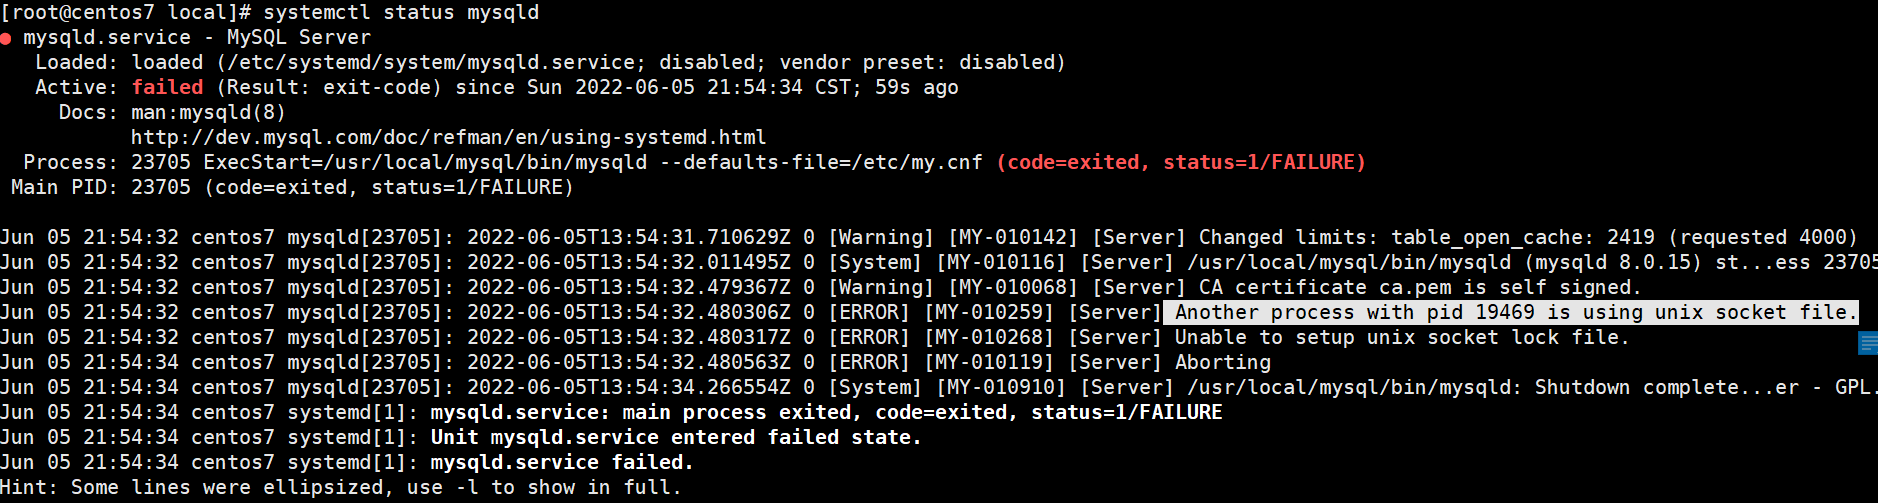 [root@centos7 local]# systemctl status mysqld
● mysqld.service - MySQL Server
   Loaded: loaded (/etc/systemd/system/mysqld.service; disabled; vendor preset: disabled)
   Active: failed (Result: exit-code) since Sun 2022-06-05 21:54:34 CST; 59s ago
     Docs: man:mysqld(8)
           http://dev.mysql.com/doc/refman/en/using-systemd.html
  Process: 23705 ExecStart=/usr/local/mysql/bin/mysqld --defaults-file=/etc/my.cnf (code=exited, status=1/FAILURE)
 Main PID: 23705 (code=exited, status=1/FAILURE)

Jun 05 21:54:32 centos7 mysqld[23705]: 2022-06-05T13:54:31.710629Z 0 [Warning] [MY-010142] [Server] Changed limits: table_open_cache: 2419 (requested 4000)
Jun 05 21:54:32 centos7 mysqld[23705]: 2022-06-05T13:54:32.011495Z 0 [System] [MY-010116] [Server] /usr/local/mysql/bin/mysqld (mysqld 8.0.15) st...ess 23705
Jun 05 21:54:32 centos7 mysqld[23705]: 2022-06-05T13:54:32.479367Z 0 [Warning] [MY-010068] [Server] CA certificate ca.pem is self signed.
Jun 05 21:54:32 centos7 mysqld[23705]: 2022-06-05T13:54:32.480306Z 0 [ERROR] [MY-010259] [Server] Another process with pid 19469 is using unix socket file.
Jun 05 21:54:32 centos7 mysqld[23705]: 2022-06-05T13:54:32.480317Z 0 [ERROR] [MY-010268] [Server] Unable to setup unix socket lock file.
Jun 05 21:54:32 centos7 mysqld[23705]: 2022-06-05T13:54:32.480563Z 0 [ERROR] [MY-010119] [Server] Aborting
Jun 05 21:54:34 centos7 mysqld[23705]: 2022-06-05T13:54:34.266554Z 0 [System] [MY-010910] [Server] /usr/local/mysql/bin/mysqld: Shutdown complete...er - GPL.
Jun 05 21:54:34 centos7 systemd[1]: mysqld.service: main process exited, code=exited, status=1/FAILURE
Jun 05 21:54:34 centos7 systemd[1]: Unit mysqld.service entered failed state.
Jun 05 21:54:34 centos7 systemd[1]: mysqld.service failed.
Hint: Some lines were ellipsized, use -l to show in full.